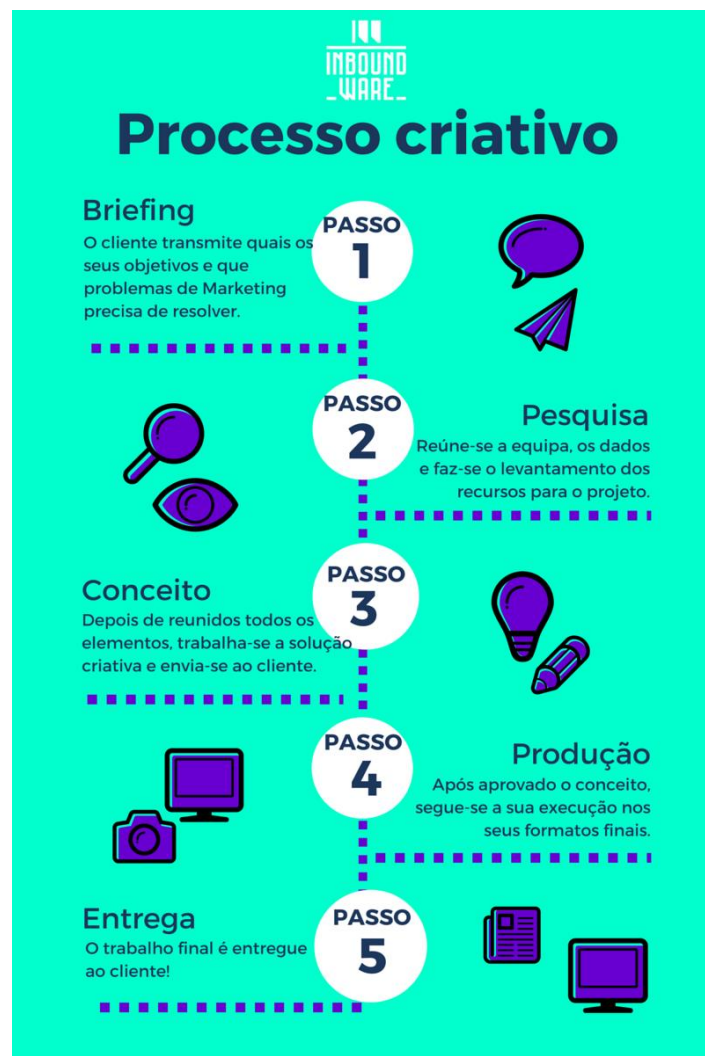 INBOUND
_WARE_
Processo criativo
Briefing
O cliente transmite quais os
seus objetivos e que
problemas de Marketing
precisa de resolver.
PASSO
1
PASSO
2
Pesquisa
Reúne-se a equipa, os dados
e faz-se o levantamento dos
recursos para o projeto.
Conceito
Depois de reunidos todos os
elementos, trabalha-se a solução
criativa e envia-se ao cliente.
PASSO
3
PASSO
4
Produção
Após aprovado o conceito,
segue-se a sua execução nos
seus formatos finais.
Entrega
O trabalho final é entregue
ao cliente!
PASSO
5